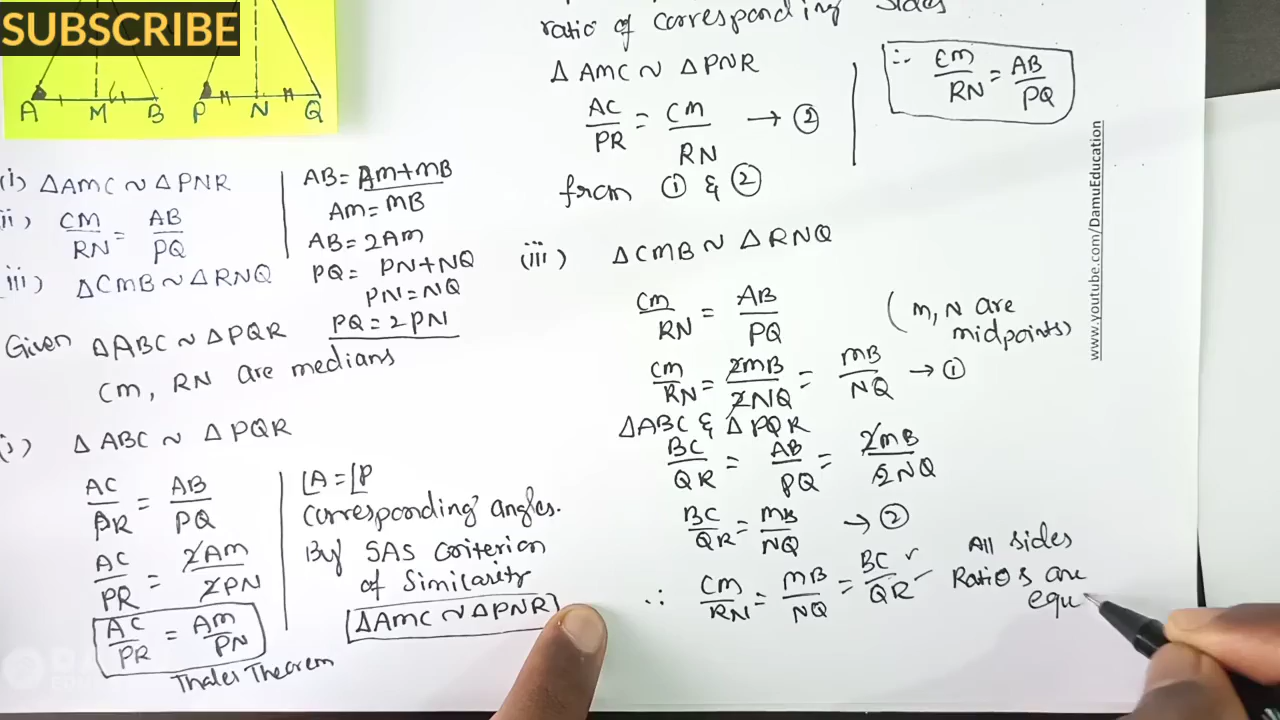 SUBSCRIBE
A M B P N Q
(i) △AMC ~ △PNR
ii) CM/RN = AB/PQ
(iii) △CMB ~ △RNQ
Given △ABC ~ △PQR
CM, RN are medians
AB = AM+MB
AM = MB
AB = 2AM
PQ = PN+NQ
PN = NQ
PQ = 2PN
i) △ABC ~ △PQR
AC/PR = AB/PQ
AC/PR = 2AM/2PN
AC/PR = AM/PN
Thales Theorem
∠A = ∠P
Corresponding angles.
By SAS criterion
of Similarity
△AMC ~ △PNR
ratio of corresponding sides
△AMC ~ △PNR
AC/PR = CM/RN → ②
from ① & ②
∴ CM/RN = AB/PQ
(iii) △CMB ~ △RNQ
CM/RN = AB/PQ
(M, N are
midpoints)
CM/RN = 2MB/2NQ = MB/NQ → ①
△ABC & △PQR
BC/QR = AB/PQ = 2MB/2NQ
BC/QR = MB/NQ → ②
∴ CM/RN = MB/NQ = BC/QR
All sides
Ratios are
equ
www.youtube.com/DamuEducation